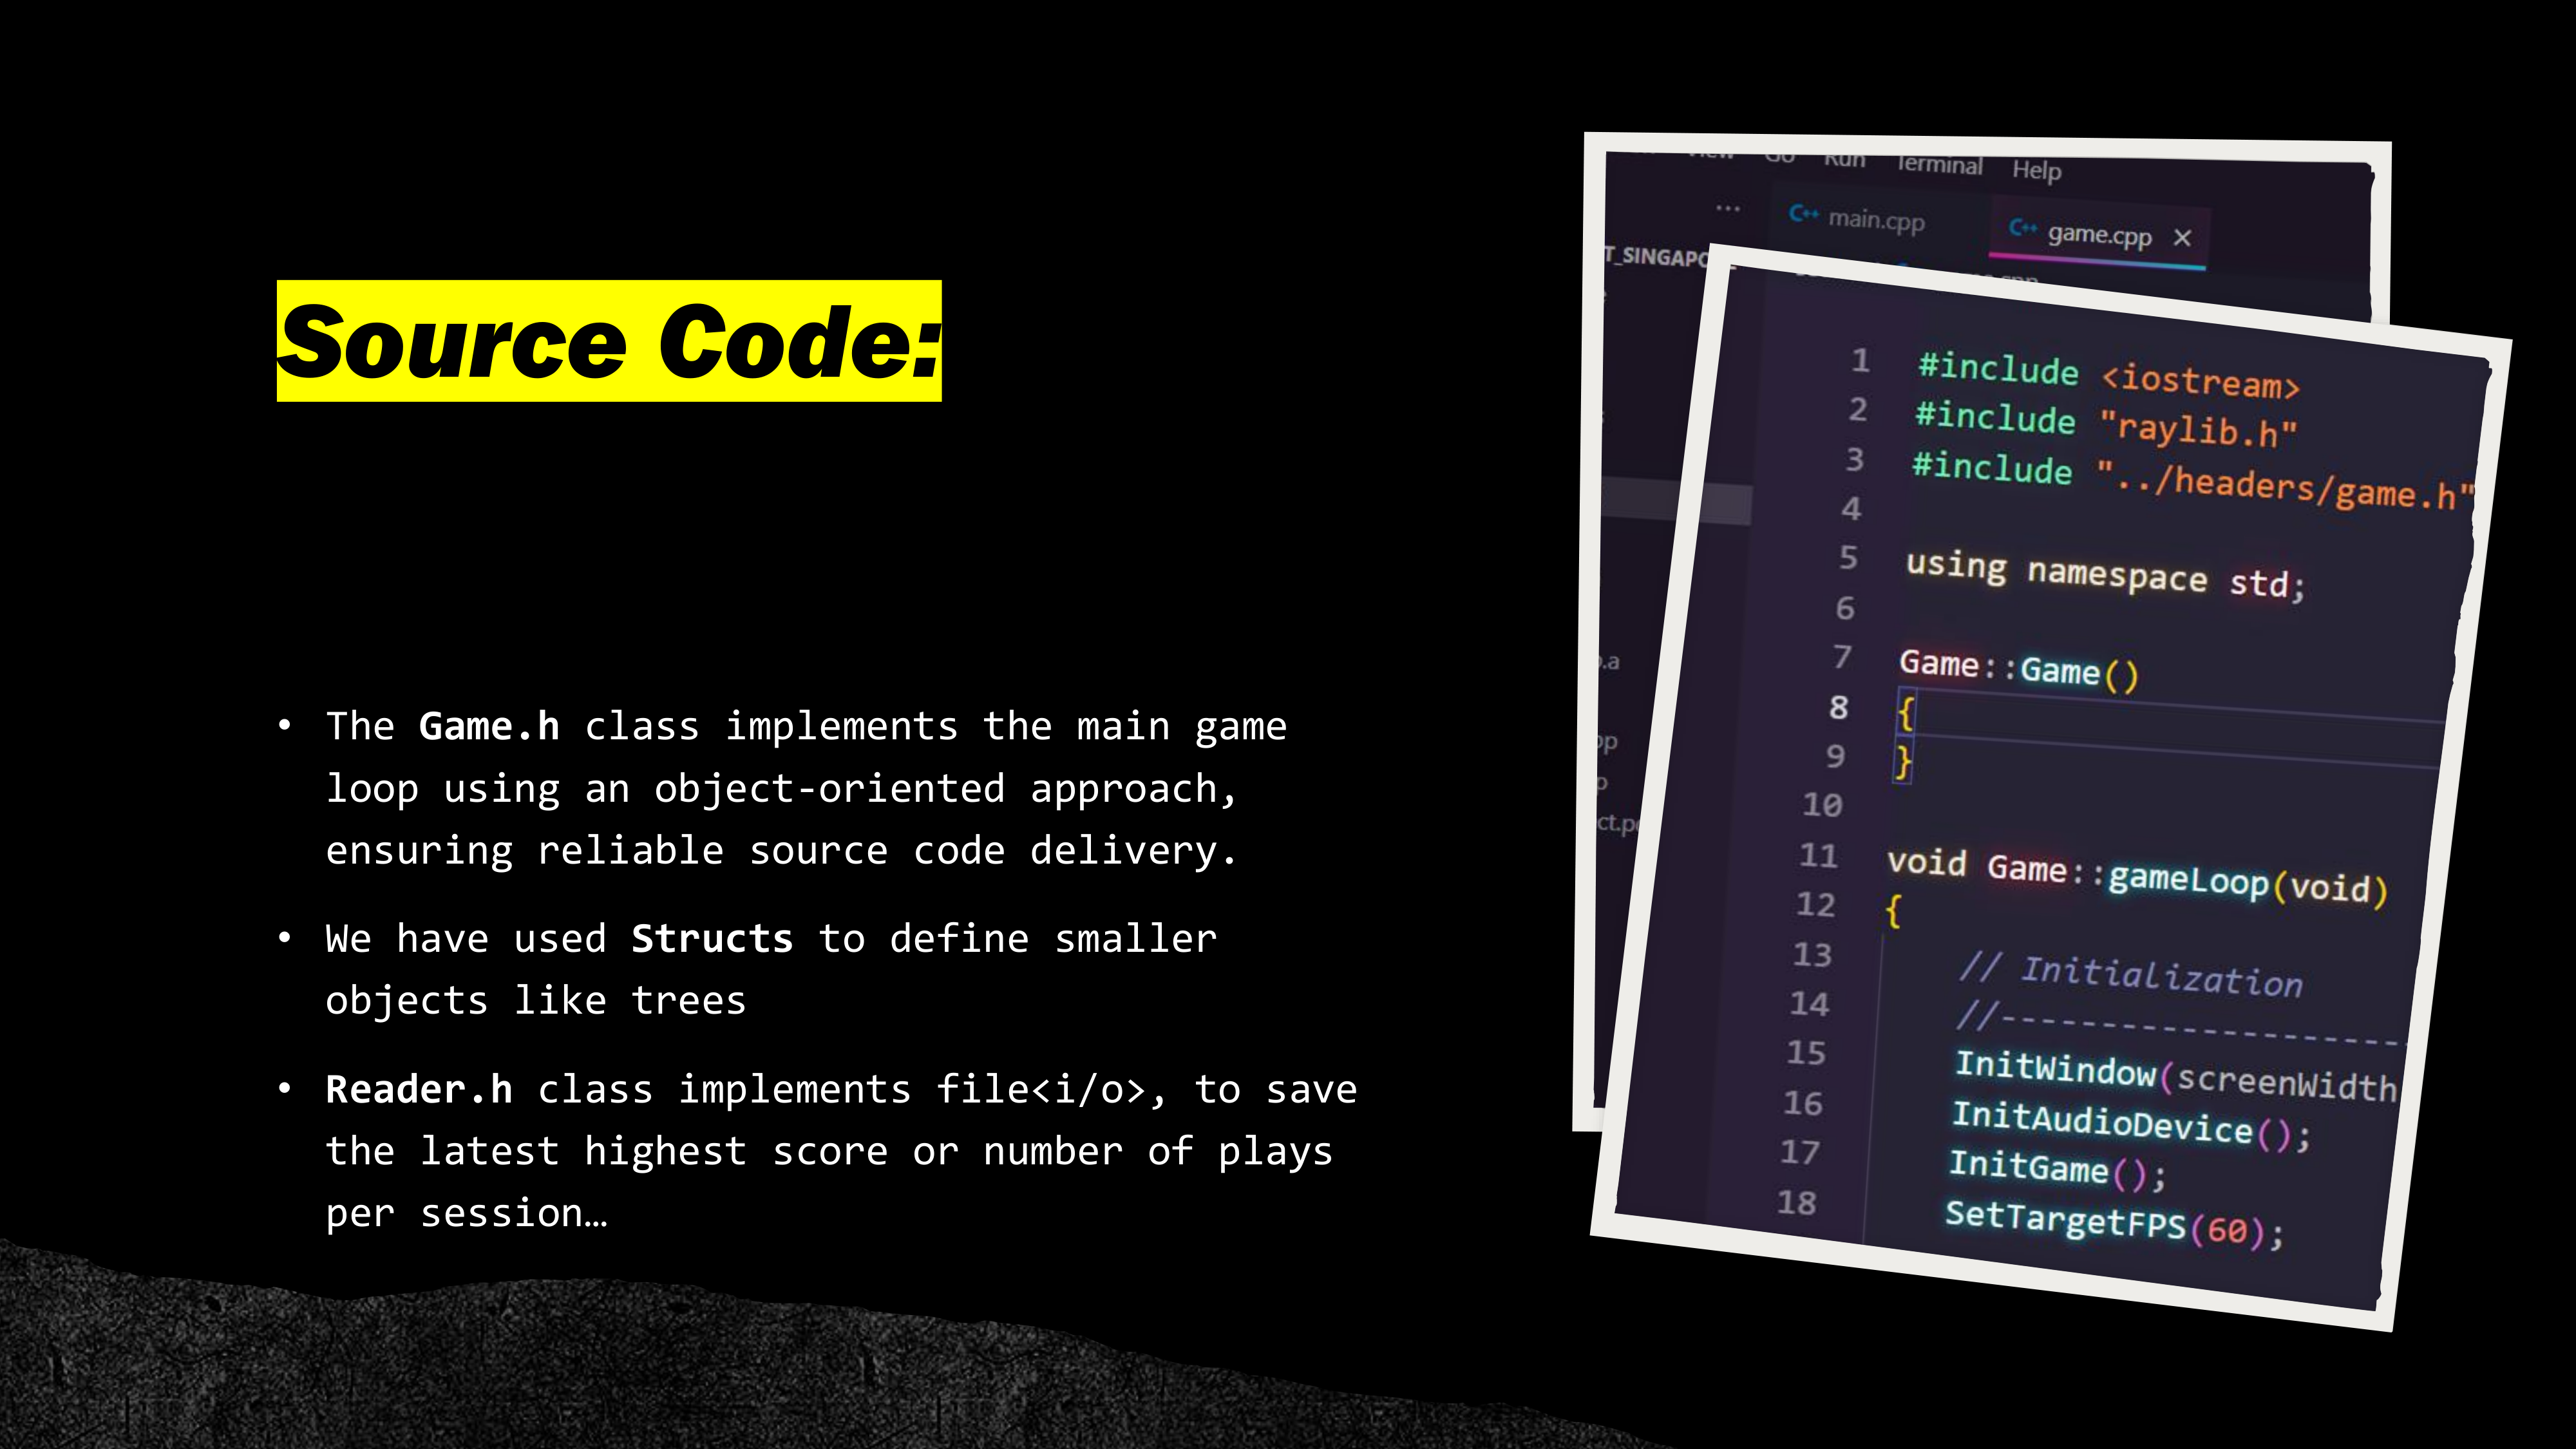 Source Code:
• The Game.h class implements the main game
loop using an object-oriented approach,
ensuring reliable source code delivery.
• We have used Structs to define smaller
objects like trees
• Reader.h class implements file<i/o>, to save
the latest highest score or number of plays
per session…
Go Run Terminal Help
... C++ main.cpp C++ game.cpp ×
1 #include <iostream>
2 #include "raylib.h"
3 #include "../headers/game.h"
4
5 using namespace std;
6
7 Game::Game()
8 {
9 }
10
11 void Game::gameLoop(void)
12 {
13 // Initialization
14 //---------------------
15 InitWindow(screenWidth
16 InitAudioDevice();
17 InitGame();
18 SetTargetFPS(60);